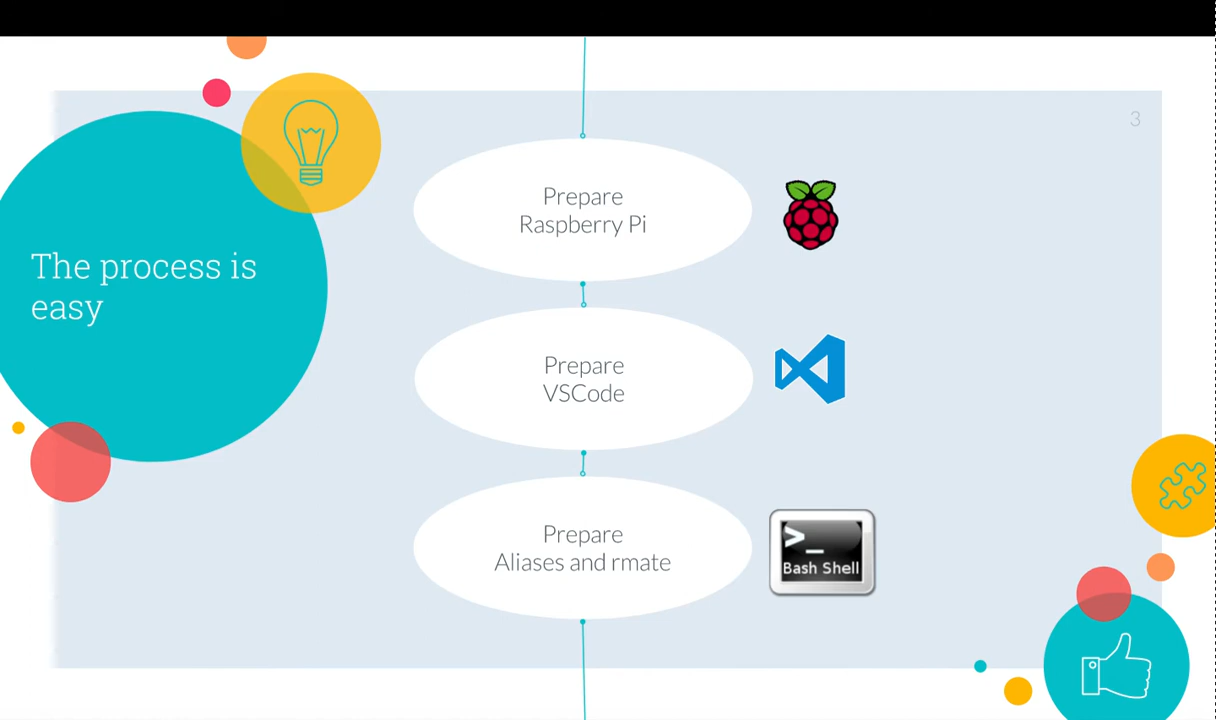 3
The process is
easy
Prepare
Raspberry Pi
Prepare
VSCode
Prepare
Aliases and rmate
>_
Bash Shell